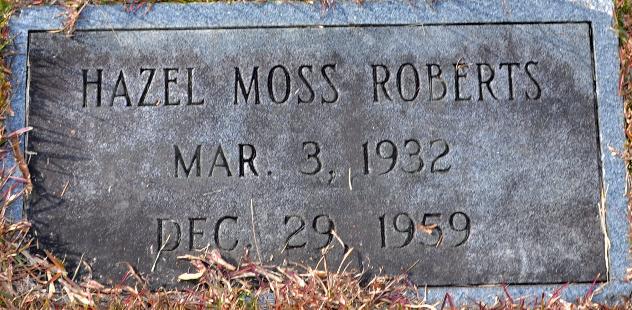 HAZEL MOSS ROBERTS
MAR. 3, 1932
DEC. 29, 1959